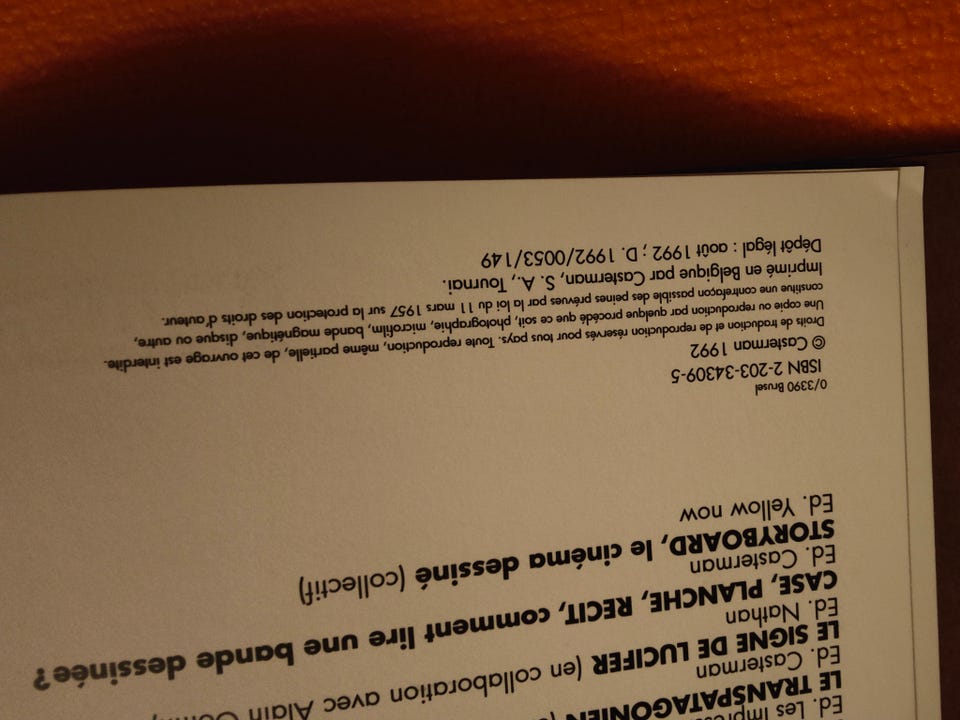 Ed. Les
LE TRANSPATAGONIEN
Ed. Casterman
LE SIGNE DE LUCIFER (en collaboration avec Alain
Ed. Nathan
CASE, PLANCHE, RECIT, comment lire une bande dessinée?
Ed. Casterman
STORYBOARD, le cinéma dessiné (collectif)
Ed. Yellow now
0/3390 Brusel
ISBN 2-203-34309-5
© Casterman 1992
Droits de traduction et de reproduction réservés pour tous pays. Toute reproduction, même partielle, de cet ouvrage est interdite.
Une copie ou reproduction par quelque procédé que ce soit, photographie, microfilm, bande magnétique, disque ou autre,
constitue une contrefaçon passible des peines prévues par la loi du 11 mars 1957 sur la protection des droits d'auteur.
Imprimé en Belgique par Casterman, S. A., Tournai.
Dépôt légal : août 1992 ; D. 1992/0053/149